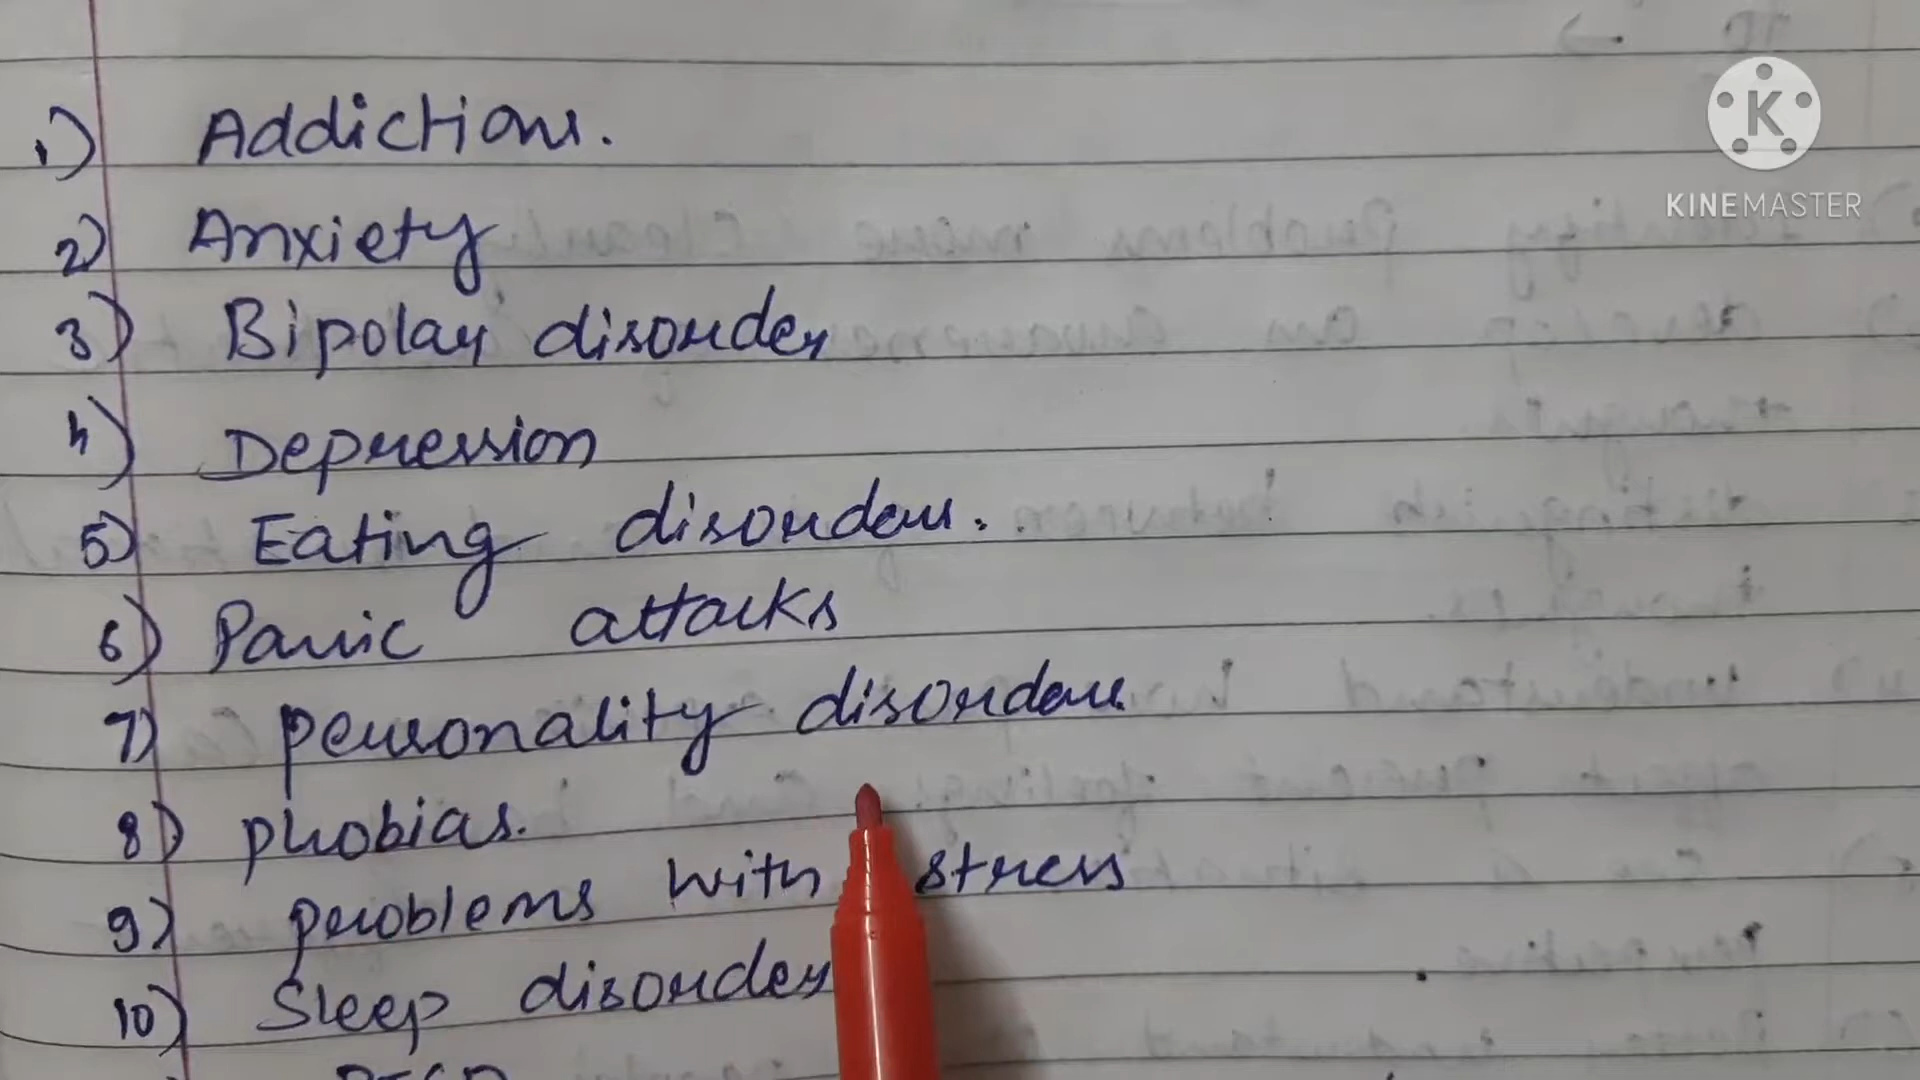 1) Addictions.
2) Anxiety
3) Bipolar disorder
4) Depression
5) Eating disorders.
6) Panic attacks
7) personality disorders.
8) phobias.
9) problems with stress
10) Sleep disorder
KINEMASTER